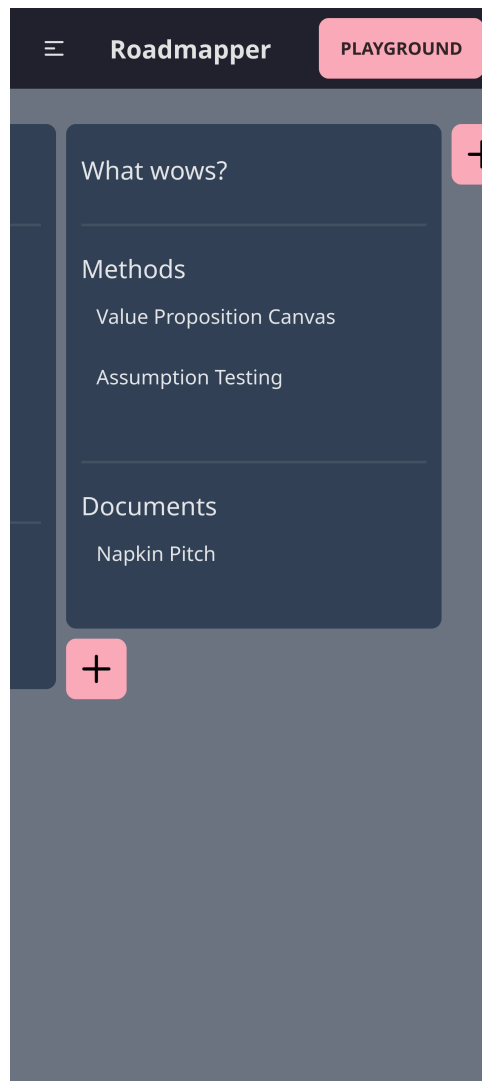 Roadmapper
PLAYGROUND
What wows?
Methods
Value Proposition Canvas
Assumption Testing
Documents
Napkin Pitch